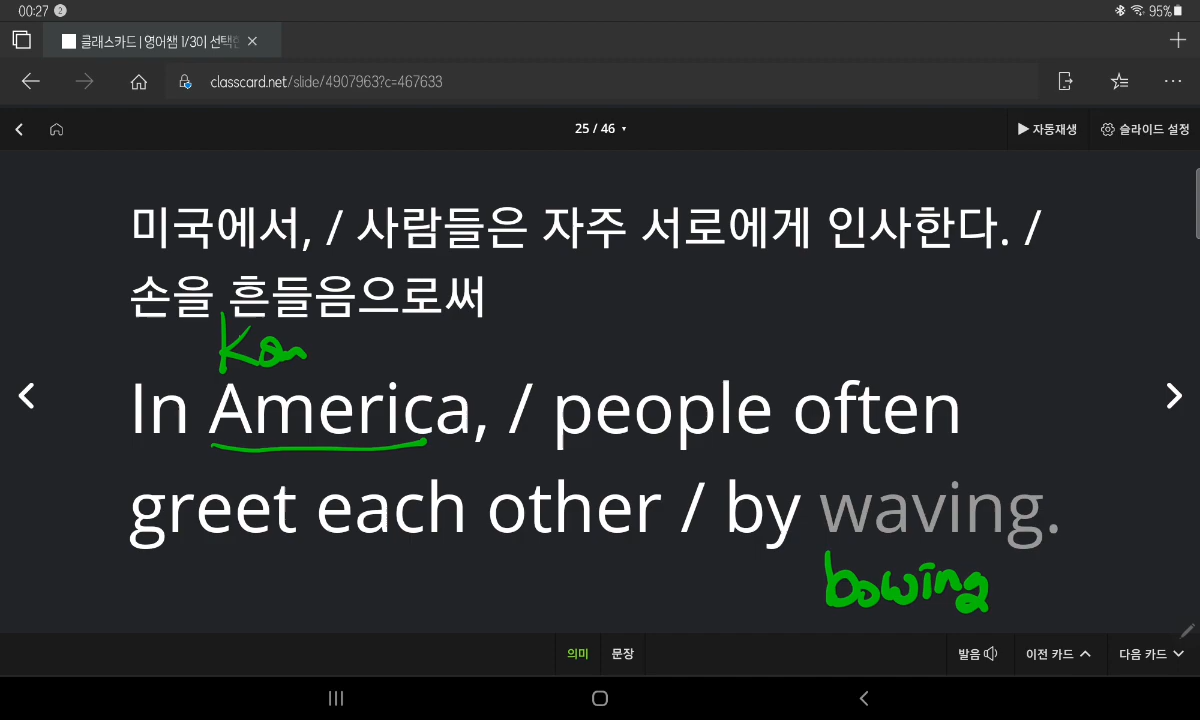 00:27 2 95%
클래스카드 | 영어쌤 1/3이 선택한
classcard.net/slide/4907963?c=467633
25 / 46 자동재생 슬라이드 설정
미국에서, / 사람들은 자주 서로에게 인사한다. /
손을 흔들음으로써
In America, / people often
greet each other / by waving.
bowing
의미 문장 발음 이전 카드 다음 카드